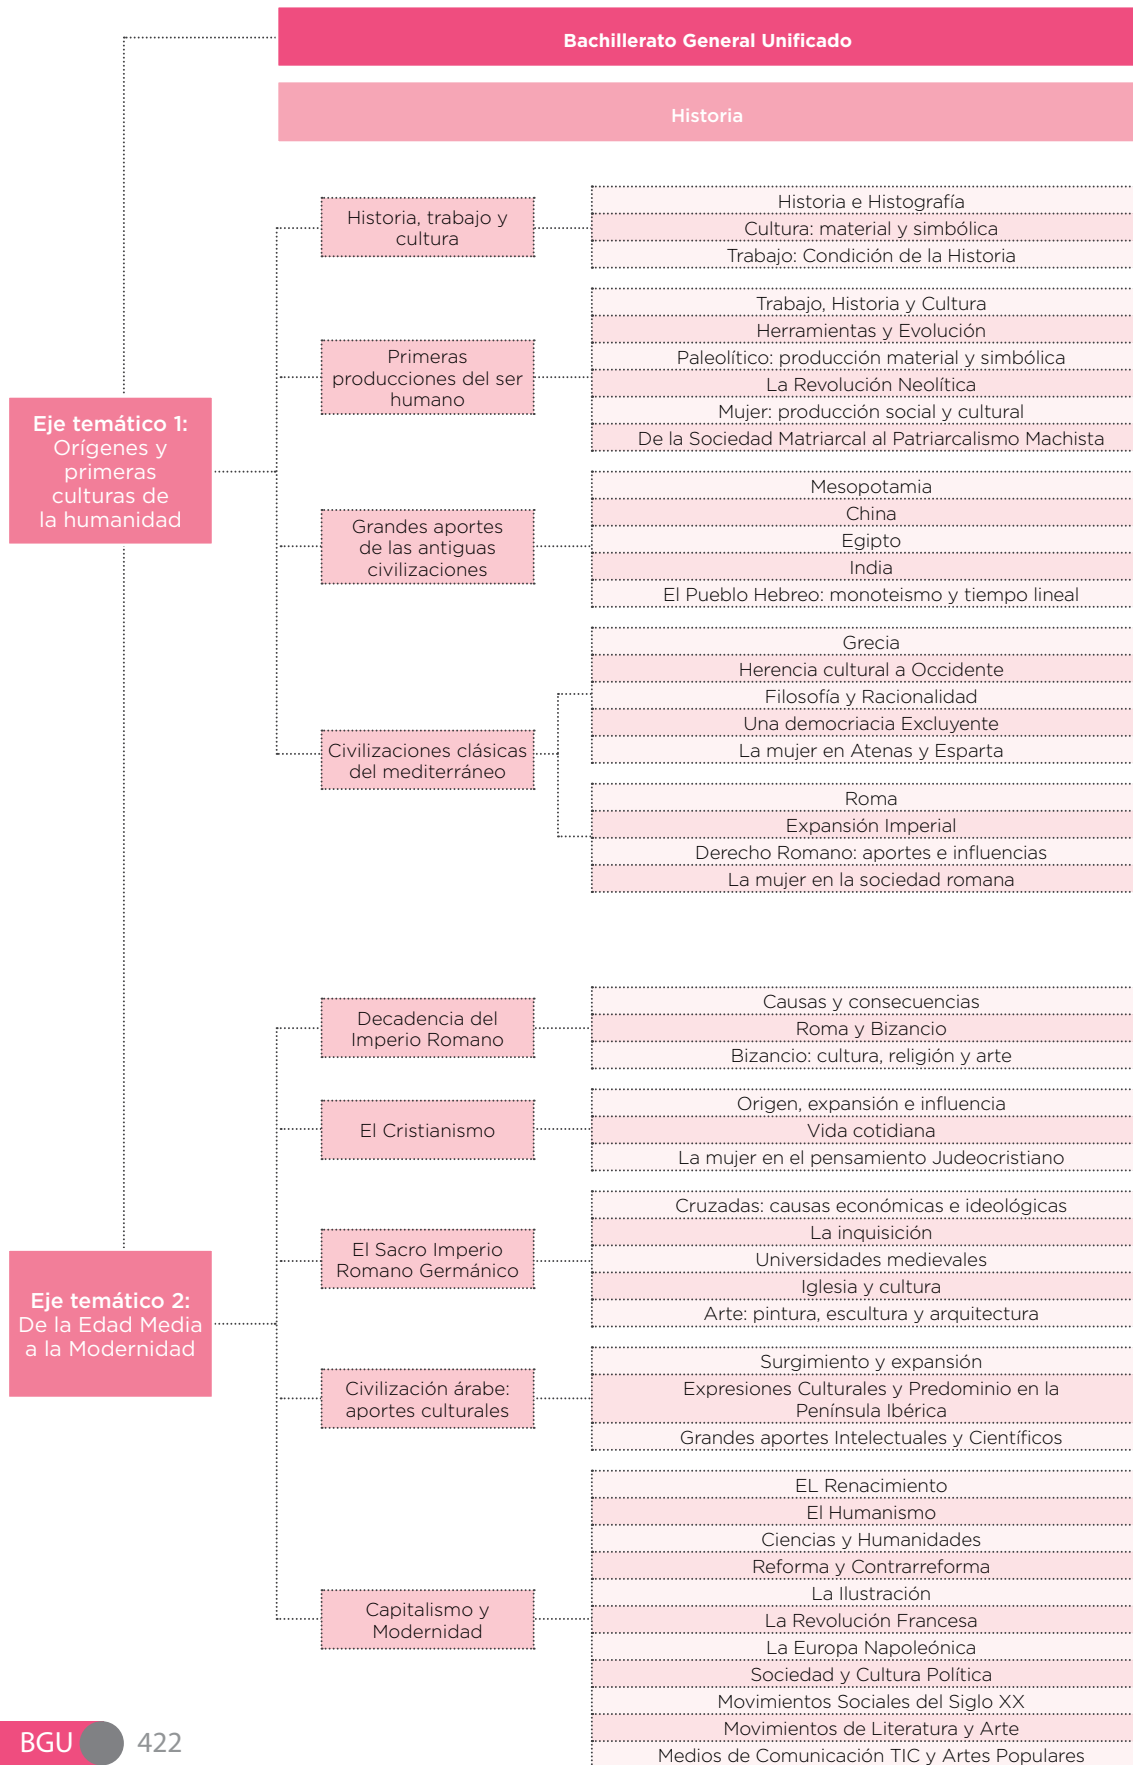 Bachillerato General Unificado
Historia
Eje temático 1:
Orígenes y
primeras
culturas de
la humanidad
Historia, trabajo y
cultura
Historia e Histografía
Cultura: material y simbólica
Trabajo: Condición de la Historia
Primeras
producciones del ser
humano
Trabajo, Historia y Cultura
Herramientas y Evolución
Paleolítico: producción material y simbólica
La Revolución Neolítica
Mujer: producción social y cultural
De la Sociedad Matriarcal al Patriarcalismo Machista
Grandes aportes
de las antiguas
civilizaciones
Mesopotamia
China
Egipto
India
El Pueblo Hebreo: monoteismo y tiempo lineal
Civilizaciones clásicas
del mediterráneo
Grecia
Herencia cultural a Occidente
Filosofía y Racionalidad
Una democriacia Excluyente
La mujer en Atenas y Esparta
Roma
Expansión Imperial
Derecho Romano: aportes e influencias
La mujer en la sociedad romana
Eje temático 2:
De la Edad Media
a la Modernidad
Decadencia del
Imperio Romano
Causas y consecuencias
Roma y Bizancio
Bizancio: cultura, religión y arte
El Cristianismo
Origen, expansión e influencia
Vida cotidiana
La mujer en el pensamiento Judeocristiano
El Sacro Imperio
Romano Germánico
Cruzadas: causas económicas e ideológicas
La inquisición
Universidades medievales
Iglesia y cultura
Arte: pintura, escultura y arquitectura
Civilización árabe:
aportes culturales
Surgimiento y expansión
Expresiones Culturales y Predominio en la
Península Ibérica
Grandes aportes Intelectuales y Científicos
Capitalismo y
Modernidad
EL Renacimiento
El Humanismo
Ciencias y Humanidades
Reforma y Contrarreforma
La Ilustración
La Revolución Francesa
La Europa Napoleónica
Sociedad y Cultura Política
Movimientos Sociales del Siglo XX
Movimientos de Literatura y Arte
Medios de Comunicación TIC y Artes Populares
BGU 422